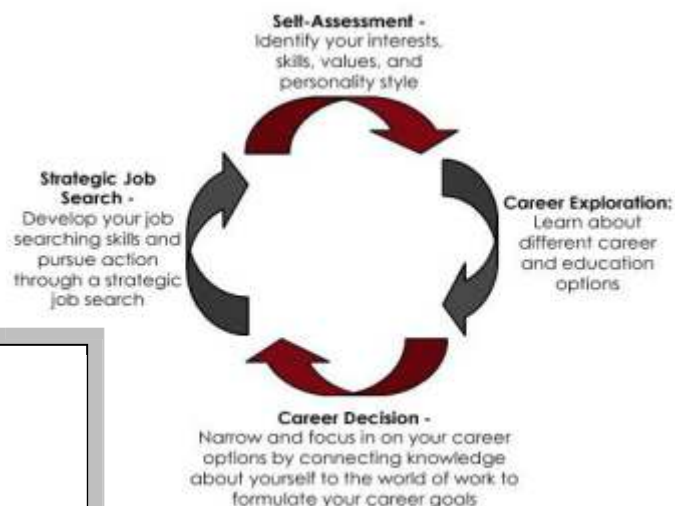 Self-Assessment -
Identify your interests,
skills, values, and
personality style
Career Exploration:
Learn about
different career
and education
options
Career Decision -
Narrow and focus in on your career
options by connecting knowledge
about yourself to the world of work to
formulate your career goals
Strategic Job
Search -
Develop your job
searching skills and
pursue action
through a strategic
job search